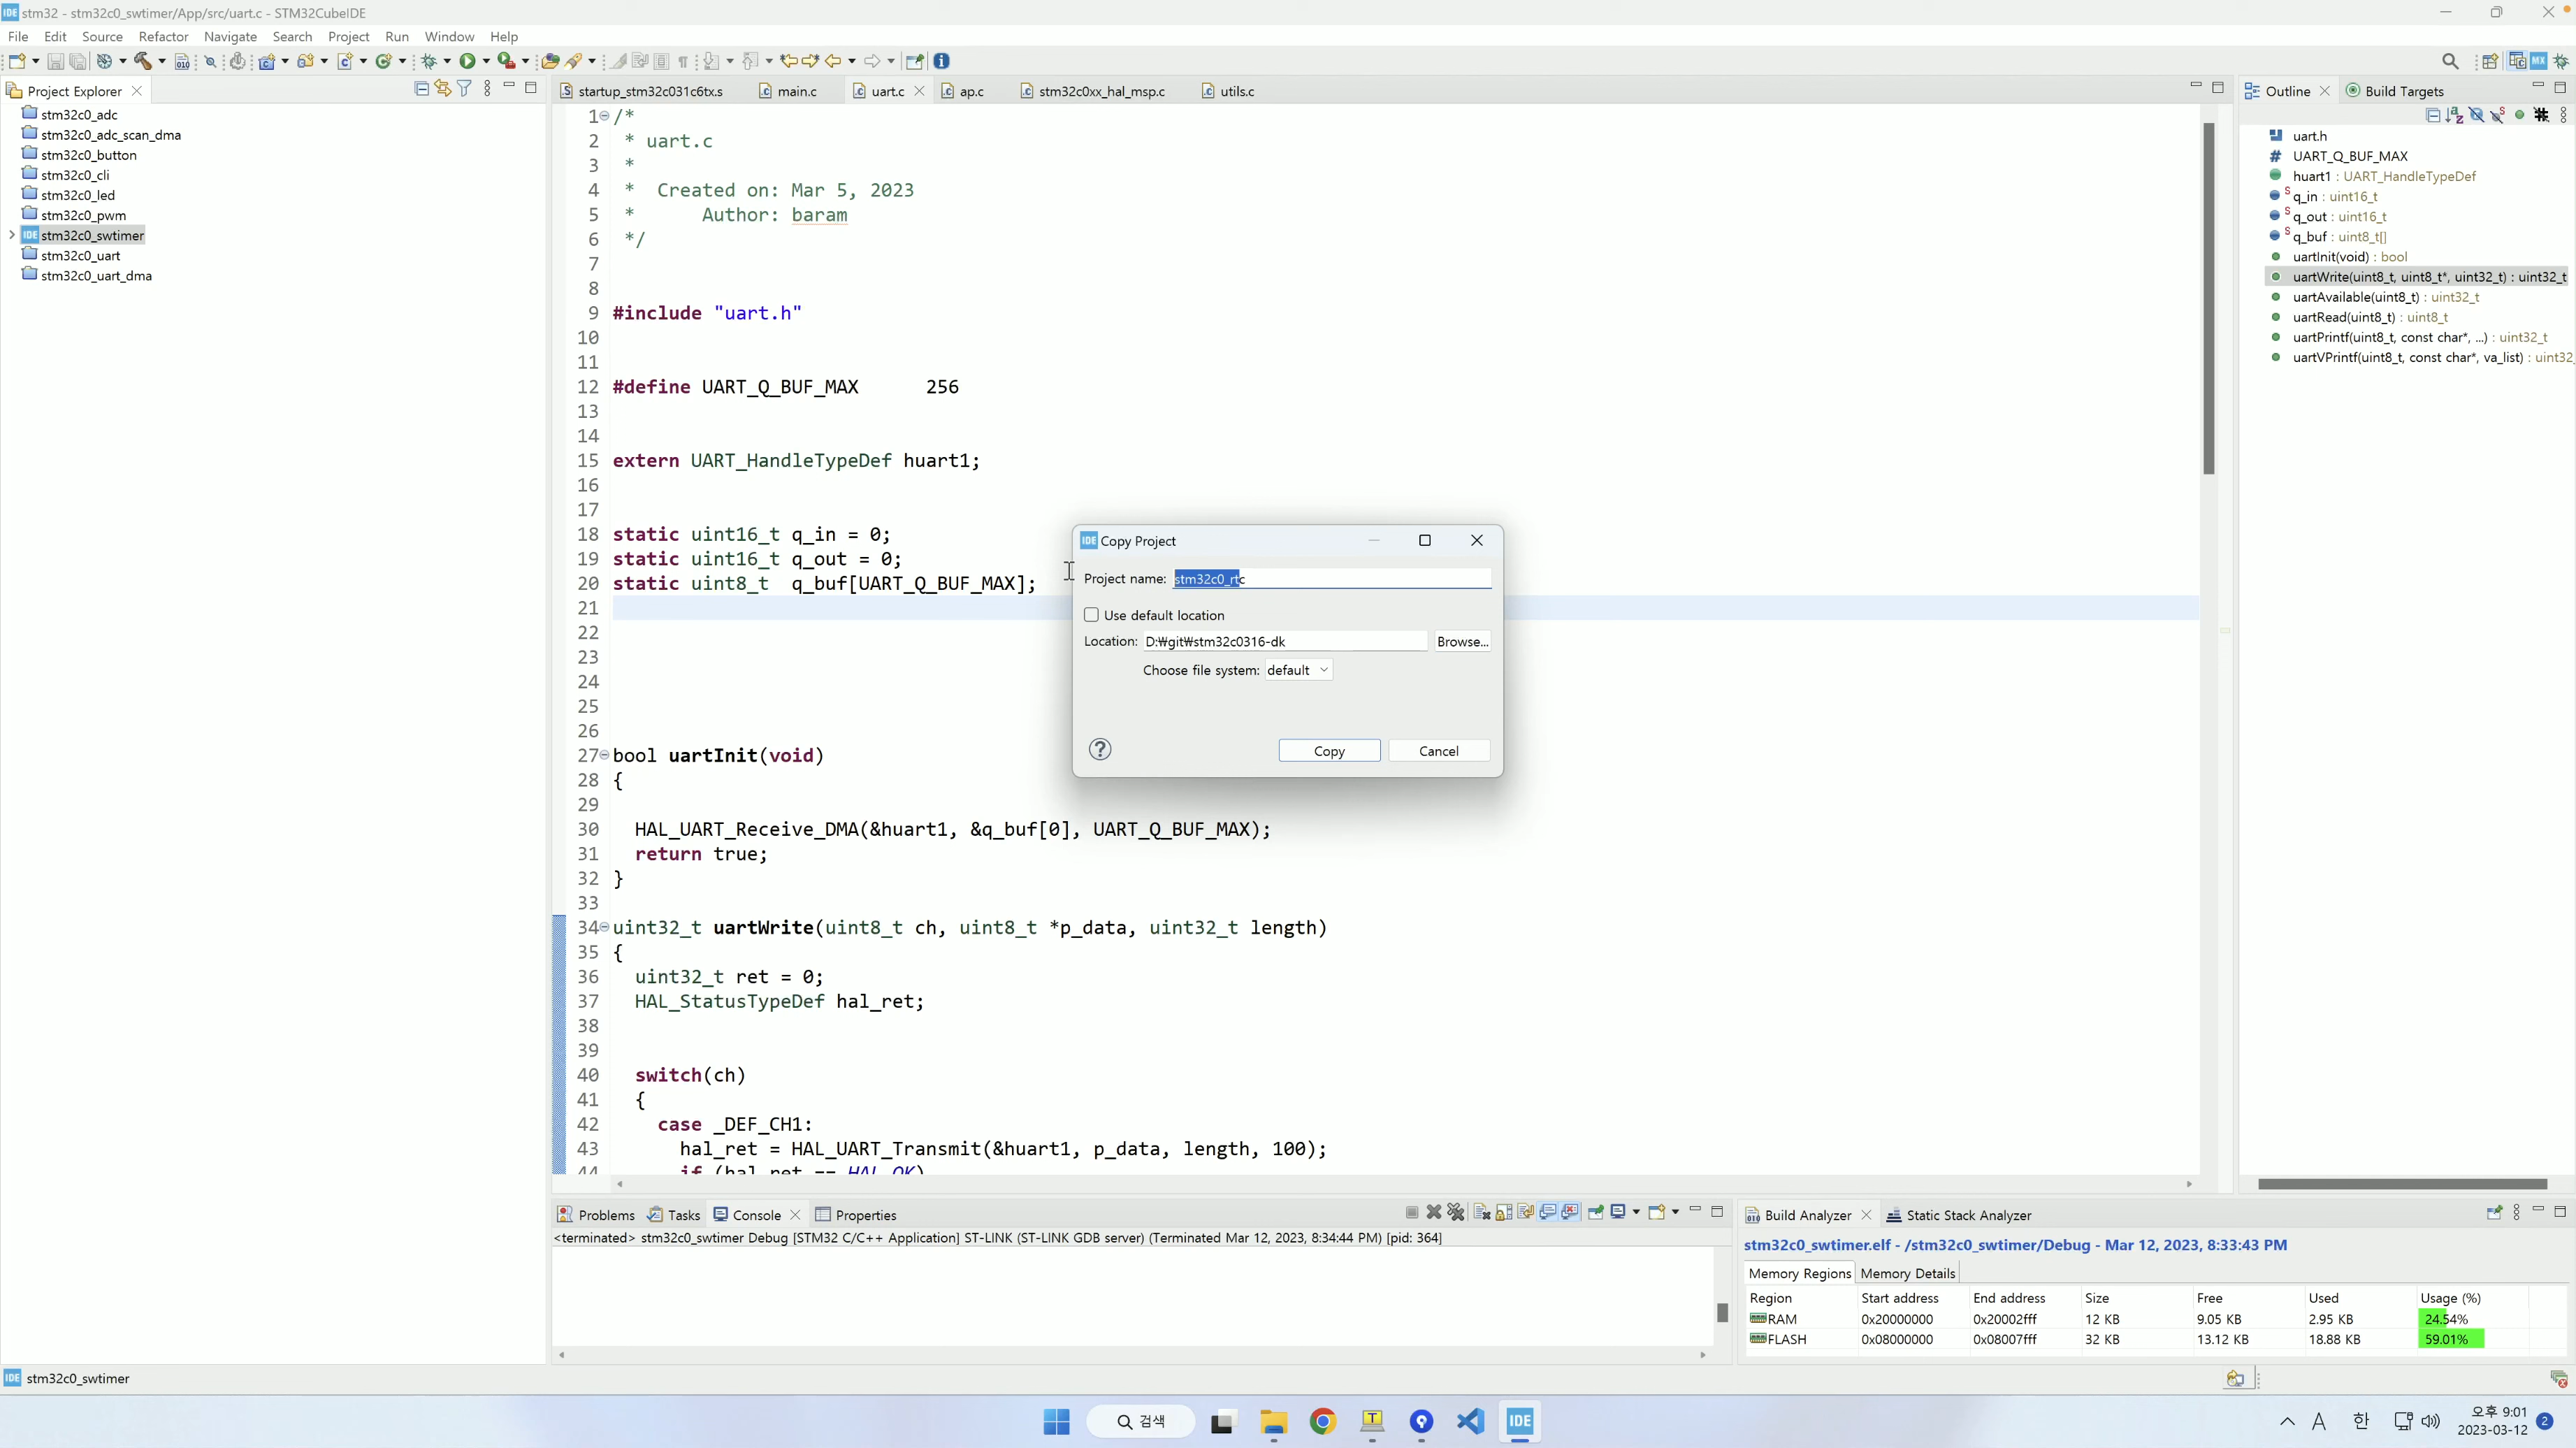 IDE stm32 - stm32c0_swtimer/App/src/uart.c - STM32CubeIDE
File Edit Source Refactor Navigate Search Project Run Window Help
Project Explorer
stm32c0_adc
stm32c0_adc_scan_dma
stm32c0_button
stm32c0_cli
stm32c0_led
stm32c0_pwm
IDE stm32c0_swtimer
stm32c0_uart
stm32c0_uart_dma
startup_stm32c031c6tx.s main.c uart.c ap.c stm32c0xx_hal_msp.c utils.c
1 /*
2 * uart.c
3 *
4 * Created on: Mar 5, 2023
5 * Author: baram
6 */
7
8
9 #include "uart.h"
10
11
12 #define UART_Q_BUF_MAX 256
13
14
15 extern UART_HandleTypeDef huart1;
16
17
18 static uint16_t q_in = 0;
19 static uint16_t q_out = 0;
20 static uint8_t q_buf[UART_Q_BUF_MAX];
21
22
23
24
25
26
27 bool uartInit(void)
28 {
29
30 HAL_UART_Receive_DMA(&huart1, &q_buf[0], UART_Q_BUF_MAX);
31 return true;
32 }
33
34 uint32_t uartWrite(uint8_t ch, uint8_t *p_data, uint32_t length)
35 {
36 uint32_t ret = 0;
37 HAL_StatusTypeDef hal_ret;
38
39
40 switch(ch)
41 {
42 case _DEF_CH1:
43 hal_ret = HAL_UART_Transmit(&huart1, p_data, length, 100);
44 if (hal_ret == HAL_OK)
IDE Copy Project
Project name: stm32c0_rtc
Use default location
Location: D:₩git₩stm32c0316-dk Browse...
Choose file system: default
? Copy Cancel
Outline Build Targets
uart.h
# UART_Q_BUF_MAX
huart1 : UART_HandleTypeDef
S q_in : uint16_t
S q_out : uint16_t
S q_buf : uint8_t[]
uartInit(void) : bool
uartWrite(uint8_t, uint8_t*, uint32_t) : uint32_t
uartAvailable(uint8_t) : uint32_t
uartRead(uint8_t) : uint8_t
uartPrintf(uint8_t, const char*, ...) : uint32_t
uartVPrintf(uint8_t, const char*, va_list) : uint32
Problems Tasks Console Properties
<terminated> stm32c0_swtimer Debug [STM32 C/C++ Application] ST-LINK (ST-LINK GDB server) (Terminated Mar 12, 2023, 8:34:44 PM) [pid: 364]
Build Analyzer Static Stack Analyzer
stm32c0_swtimer.elf - /stm32c0_swtimer/Debug - Mar 12, 2023, 8:33:43 PM
Memory Regions Memory Details
Region Start address End address Size Free Used Usage (%)
RAM 0x20000000 0x20002fff 12 KB 9.05 KB 2.95 KB 24.54%
FLASH 0x08000000 0x08007fff 32 KB 13.12 KB 18.88 KB 59.01%
IDE stm32c0_swtimer
검색 T IDE A 한 오후 9:01
2023-03-12 2